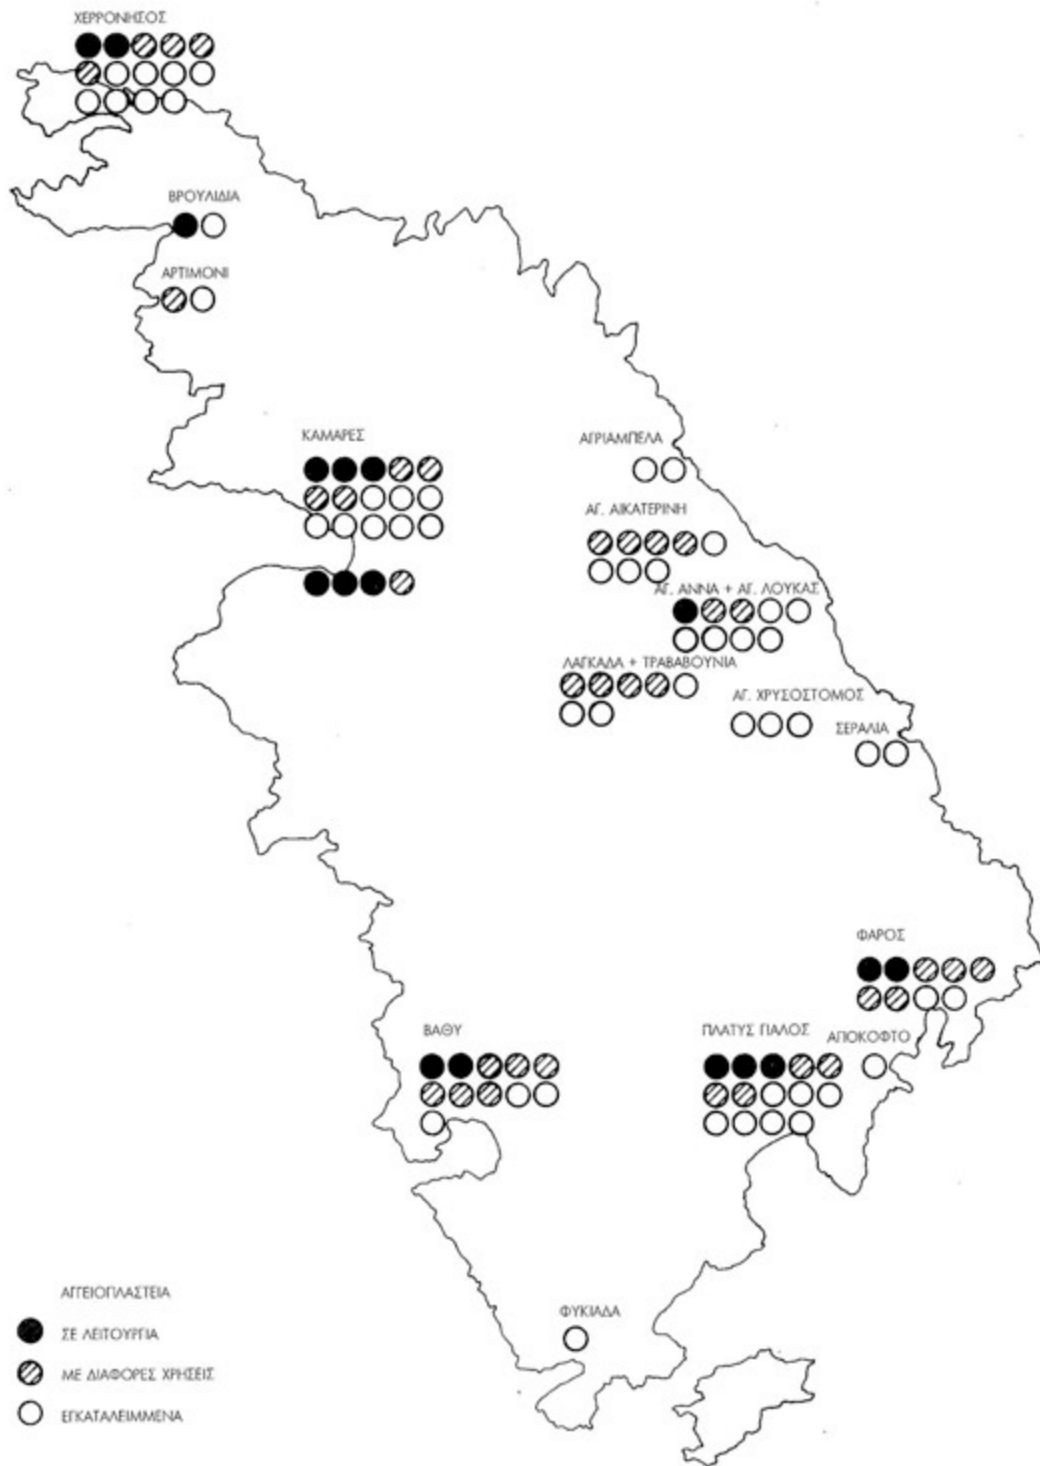 ΧΕΡΡΟΝΗΣΟΣ
ΒΡΟΥΛΙΔΙΑ
ΑΡΤΙΜΟΝΙ
ΚΑΜΑΡΕΣ
ΑΓΡΙΑΜΠΕΛΑ
ΑΓ. ΑΙΚΑΤΕΡΙΝΗ
ΑΓ. ΑΝΝΑ + ΑΓ. ΛΟΥΚΑΣ
ΛΑΓΚΑΔΑ + ΤΡΑΒΑΒΟΥΝΙΑ
ΑΓ. ΧΡΥΣΟΣΤΟΜΟΣ
ΣΕΡΑΛΙΑ
ΦΑΡΟΣ
ΒΑΘΥ
ΠΛΑΤΥΣ ΓΙΑΛΟΣ
ΑΠΟΚΟΦΤΟ
ΦΥΚΙΑΔΑ
ΑΓΓΕΙΟΠΛΑΣΤΕΙΑ
ΣΕ ΛΕΙΤΟΥΡΓΙΑ
ΜΕ ΔΙΑΦΟΡΕΣ ΧΡΗΣΕΙΣ
ΕΓΚΑΤΑΛΕΙΜΜΕΝΑ